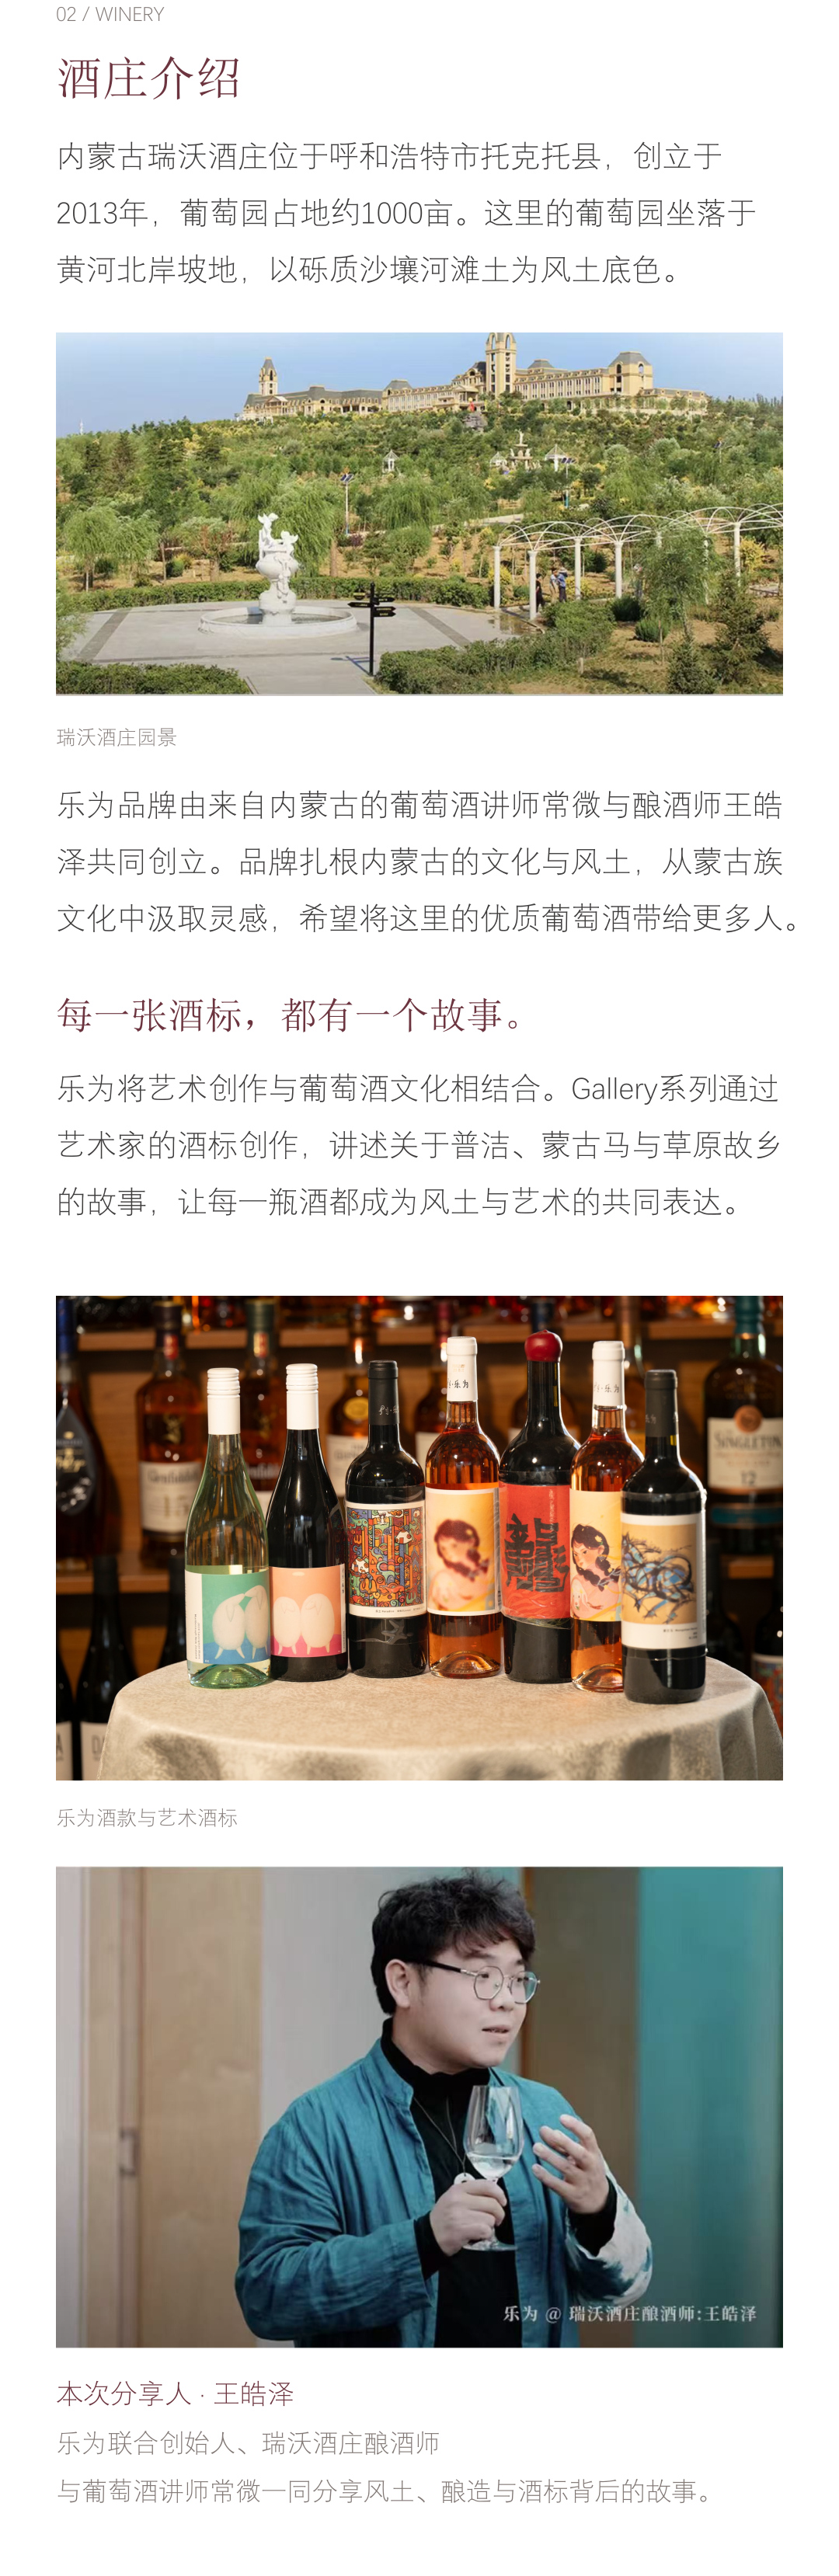 02 / WINERY
酒庄介绍
内蒙古瑞沃酒庄位于呼和浩特市托克托县，创立于
2013年，葡萄园占地约1000亩。这里的葡萄园坐落于
黄河北岸坡地，以砾质沙壤河滩土为风土底色。
瑞沃酒庄园景
乐为品牌由来自内蒙古的葡萄酒讲师常微与酿酒师王皓
泽共同创立。品牌扎根内蒙古的文化与风土，从蒙古族
文化中汲取灵感，希望将这里的优质葡萄酒带给更多人。
每一张酒标，都有一个故事。
乐为将艺术创作与葡萄酒文化相结合。Gallery系列通过
艺术家的酒标创作，讲述关于普洁、蒙古马与草原故乡
的故事，让每一瓶酒都成为风土与艺术的共同表达。
乐为
乐为
Glenfiddich
15
SINGLETON
12
龍
乐为酒款与艺术酒标
乐为 @ 瑞沃酒庄酿酒师:王皓泽
本次分享人 · 王皓泽
乐为联合创始人、瑞沃酒庄酿酒师
与葡萄酒讲师常微一同分享风土、酿造与酒标背后的故事。